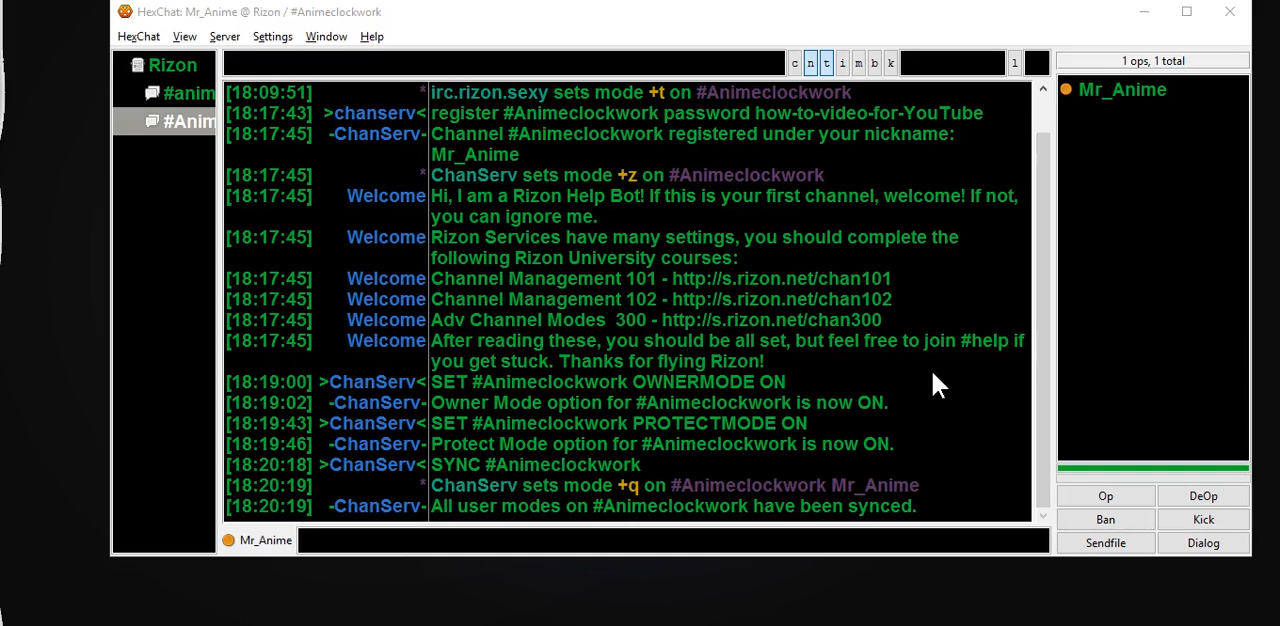 HexChat: Mr_Anime @ Rizon / #Animeclockwork
HexChat View Server Settings Window Help
Rizon
#anim
#Anim
c n t i m b k l
1 ops, 1 total
Mr_Anime
[18:09:51] * irc.rizon.sexy sets mode +t on #Animeclockwork
[18:17:43] >chanserv< register #Animeclockwork password how-to-video-for-YouTube
[18:17:45] -ChanServ- Channel #Animeclockwork registered under your nickname:
Mr_Anime
[18:17:45] * ChanServ sets mode +z on #Animeclockwork
[18:17:45] Welcome Hi, I am a Rizon Help Bot! If this is your first channel, welcome! If not,
you can ignore me.
[18:17:45] Welcome Rizon Services have many settings, you should complete the
following Rizon University courses:
[18:17:45] Welcome Channel Management 101 - http://s.rizon.net/chan101
[18:17:45] Welcome Channel Management 102 - http://s.rizon.net/chan102
[18:17:45] Welcome Adv Channel Modes 300 - http://s.rizon.net/chan300
[18:17:45] Welcome After reading these, you should be all set, but feel free to join #help if
you get stuck. Thanks for flying Rizon!
[18:19:00] >ChanServ< SET #Animeclockwork OWNERMODE ON
[18:19:02] -ChanServ- Owner Mode option for #Animeclockwork is now ON.
[18:19:43] >ChanServ< SET #Animeclockwork PROTECTMODE ON
[18:19:46] -ChanServ- Protect Mode option for #Animeclockwork is now ON.
[18:20:18] >ChanServ< SYNC #Animeclockwork
[18:20:19] * ChanServ sets mode +q on #Animeclockwork Mr_Anime
[18:20:19] -ChanServ- All user modes on #Animeclockwork have been synced.
Mr_Anime
Op DeOp
Ban Kick
Sendfile Dialog